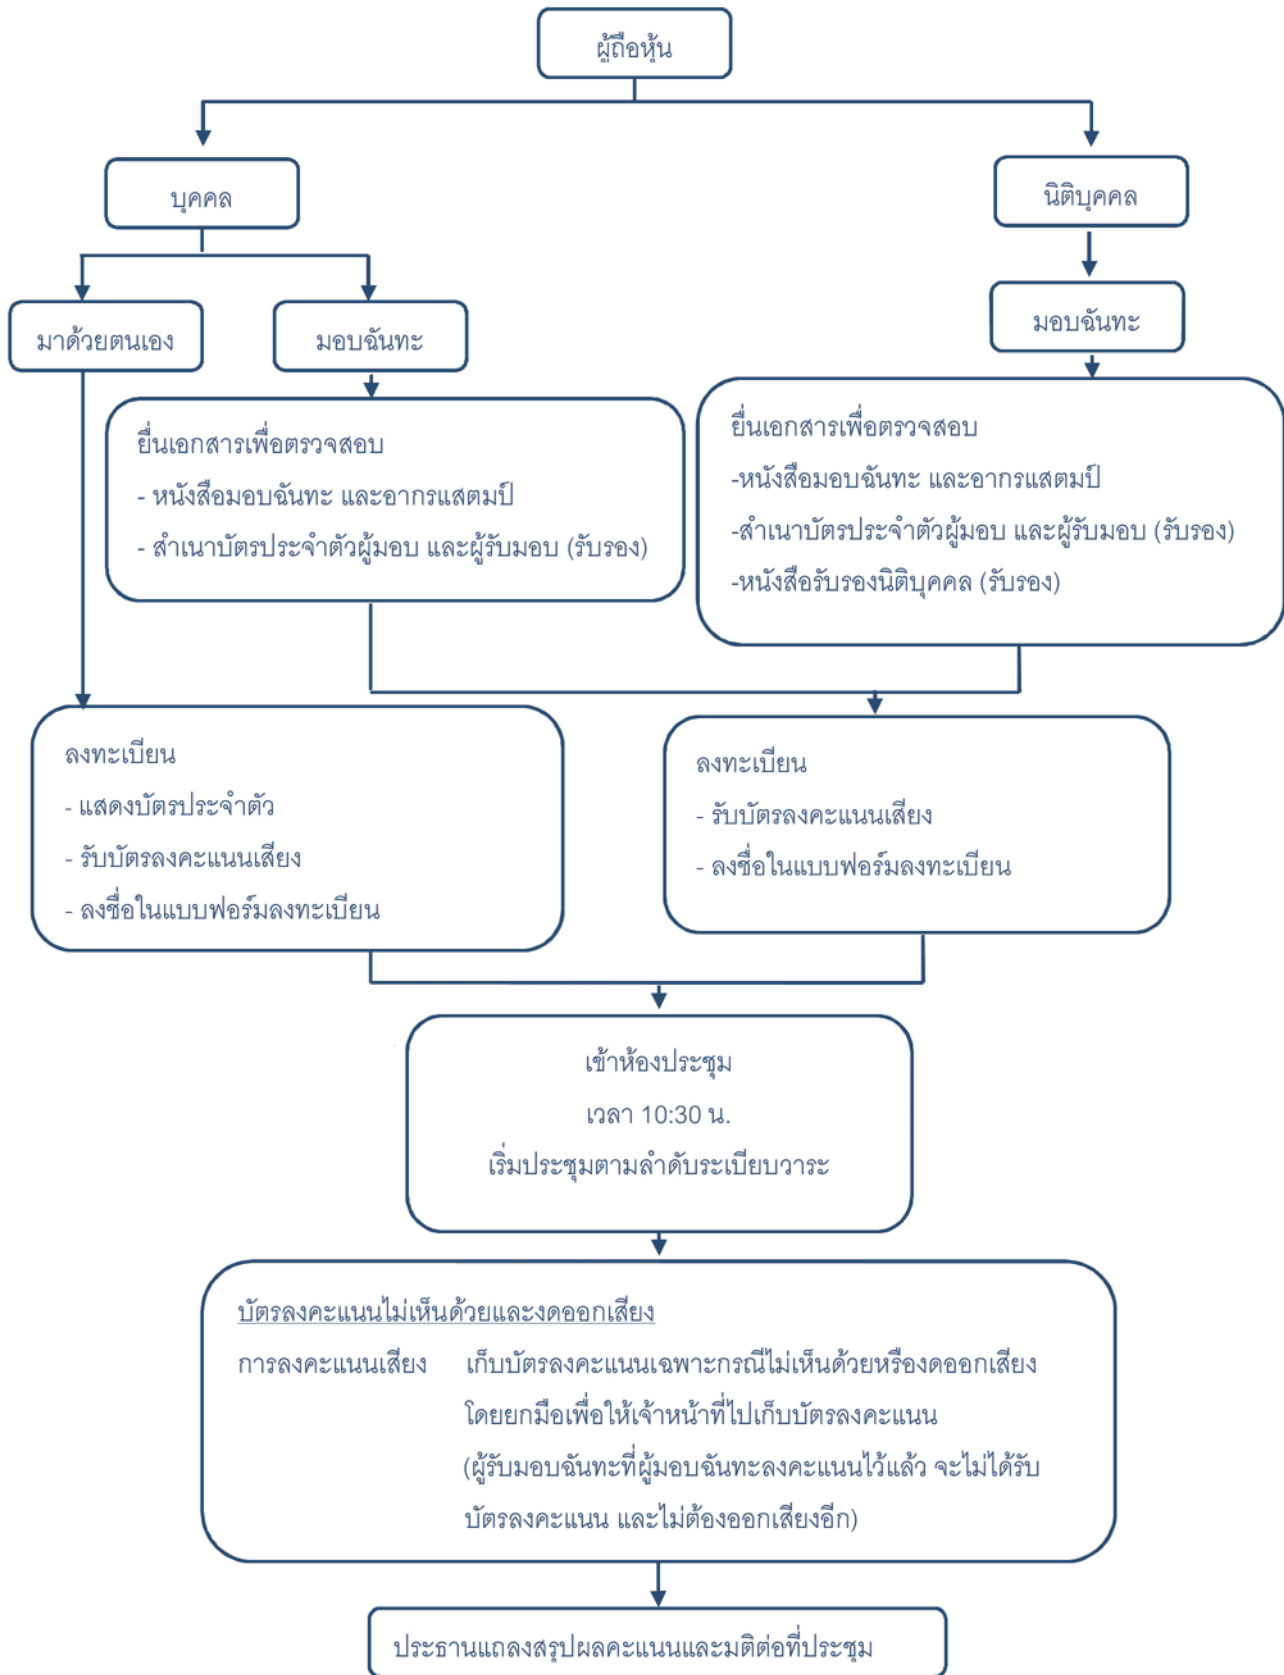 ผู้ถือหุ้น
บุคคล
นิติบุคคล
มาด้วยตนเอง
มอบฉันทะ
มอบฉันทะ
ยื่นเอกสารเพื่อตรวจสอบ
- หนังสือมอบฉันทะ และอากรแสตมป์
- สำเนาบัตรประจำตัวผู้มอบ และผู้รับมอบ (รับรอง)
ยื่นเอกสารเพื่อตรวจสอบ
-หนังสือมอบฉันทะ และอากรแสตมป์
-สำเนาบัตรประจำตัวผู้มอบ และผู้รับมอบ (รับรอง)
-หนังสือรับรองนิติบุคคล (รับรอง)
ลงทะเบียน
- แสดงบัตรประจำตัว
- รับบัตรลงคะแนนเสียง
- ลงชื่อในแบบฟอร์มลงทะเบียน
ลงทะเบียน
- รับบัตรลงคะแนนเสียง
- ลงชื่อในแบบฟอร์มลงทะเบียน
เข้าห้องประชุม
เวลา 10:30 น.
เริ่มประชุมตามลำดับระเบียบวาระ
บัตรลงคะแนนไม่เห็นด้วยและงดออกเสียง
การลงคะแนนเสียง เก็บบัตรลงคะแนนเฉพาะกรณีไม่เห็นด้วยหรืองดออกเสียง
โดยยกมือเพื่อให้เจ้าหน้าที่ไปเก็บบัตรลงคะแนน
(ผู้รับมอบฉันทะที่ผู้มอบฉันทะลงคะแนนไว้แล้ว จะไม่ได้รับ
บัตรลงคะแนน และไม่ต้องออกเสียงอีก)
ประธานแถลงสรุปผลคะแนนและมติต่อที่ประชุม